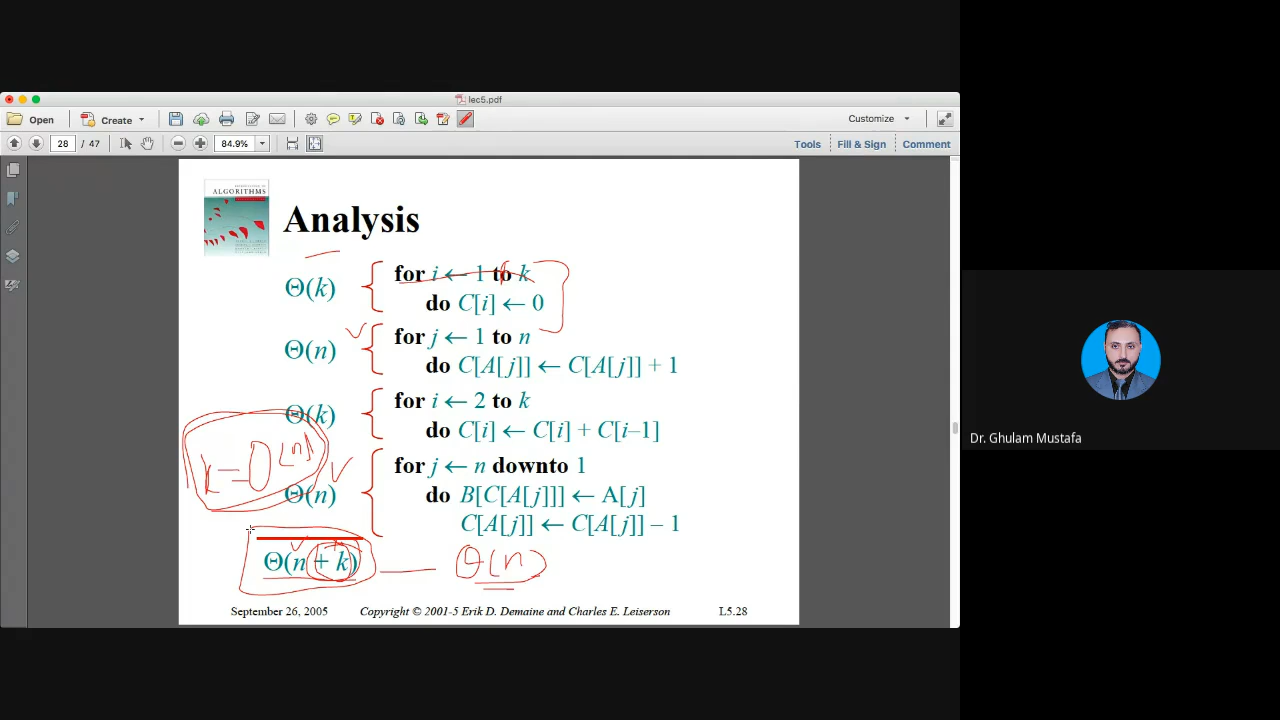 lec5.pdf
Open Create Customize
28 / 47 84.9% Tools Fill & Sign Comment
ALGORITHMS
Analysis
Θ(k) for i ← 1 to k
do C[i] ← 0
Θ(n) for j ← 1 to n
do C[A[j]] ← C[A[j]] + 1
Θ(k) for i ← 2 to k
do C[i] ← C[i] + C[i–1]
k = O(n)
Θ(n) for j ← n downto 1
do B[C[A[j]]] ← A[j]
C[A[j]] ← C[A[j]] – 1
Θ(n + k) θ(n)
September 26, 2005 Copyright © 2001-5 Erik D. Demaine and Charles E. Leiserson L5.28
Dr. Ghulam Mustafa